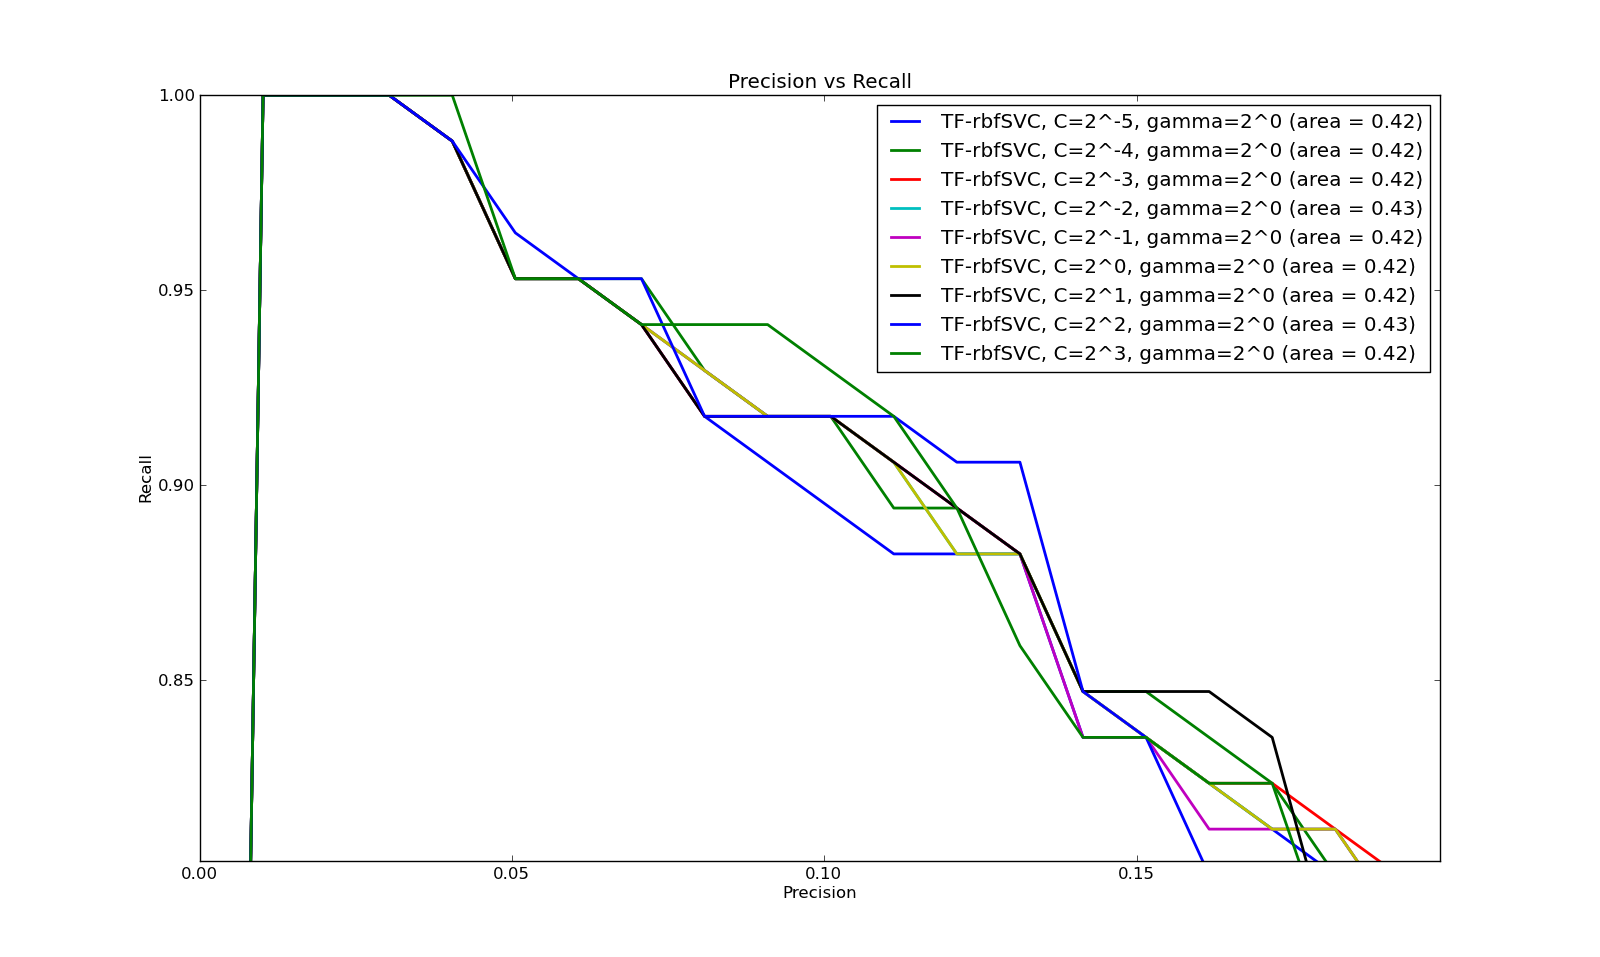 Precision vs Recall
1.00
0.95
0.90
0.85
Recall
TF-rbfSVC, C=2^-5, gamma=2^0 (area = 0.42)
TF-rbfSVC, C=2^-4, gamma=2^0 (area = 0.42)
TF-rbfSVC, C=2^-3, gamma=2^0 (area = 0.42)
TF-rbfSVC, C=2^-2, gamma=2^0 (area = 0.43)
TF-rbfSVC, C=2^-1, gamma=2^0 (area = 0.42)
TF-rbfSVC, C=2^0, gamma=2^0 (area = 0.42)
TF-rbfSVC, C=2^1, gamma=2^0 (area = 0.42)
TF-rbfSVC, C=2^2, gamma=2^0 (area = 0.43)
TF-rbfSVC, C=2^3, gamma=2^0 (area = 0.42)
0.00 0.05 0.10 0.15
Precision